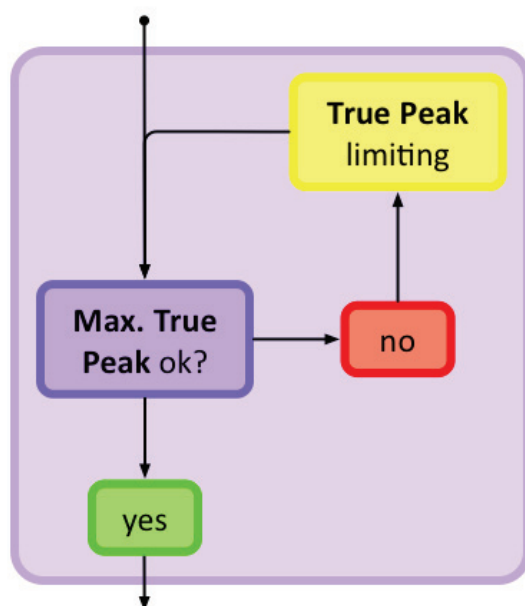 True Peak
limiting
Max. True
Peak ok?
no
yes